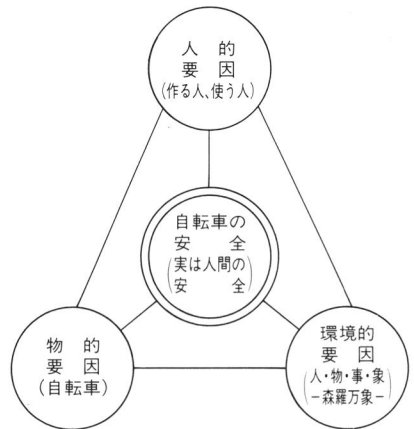 人的
要因
(作る人、使う人)
自転車の
安全
(実は人間の
安全)
物的
要因
(自転車)
環境的
要因
(人・物・事・象
−森羅万象−)